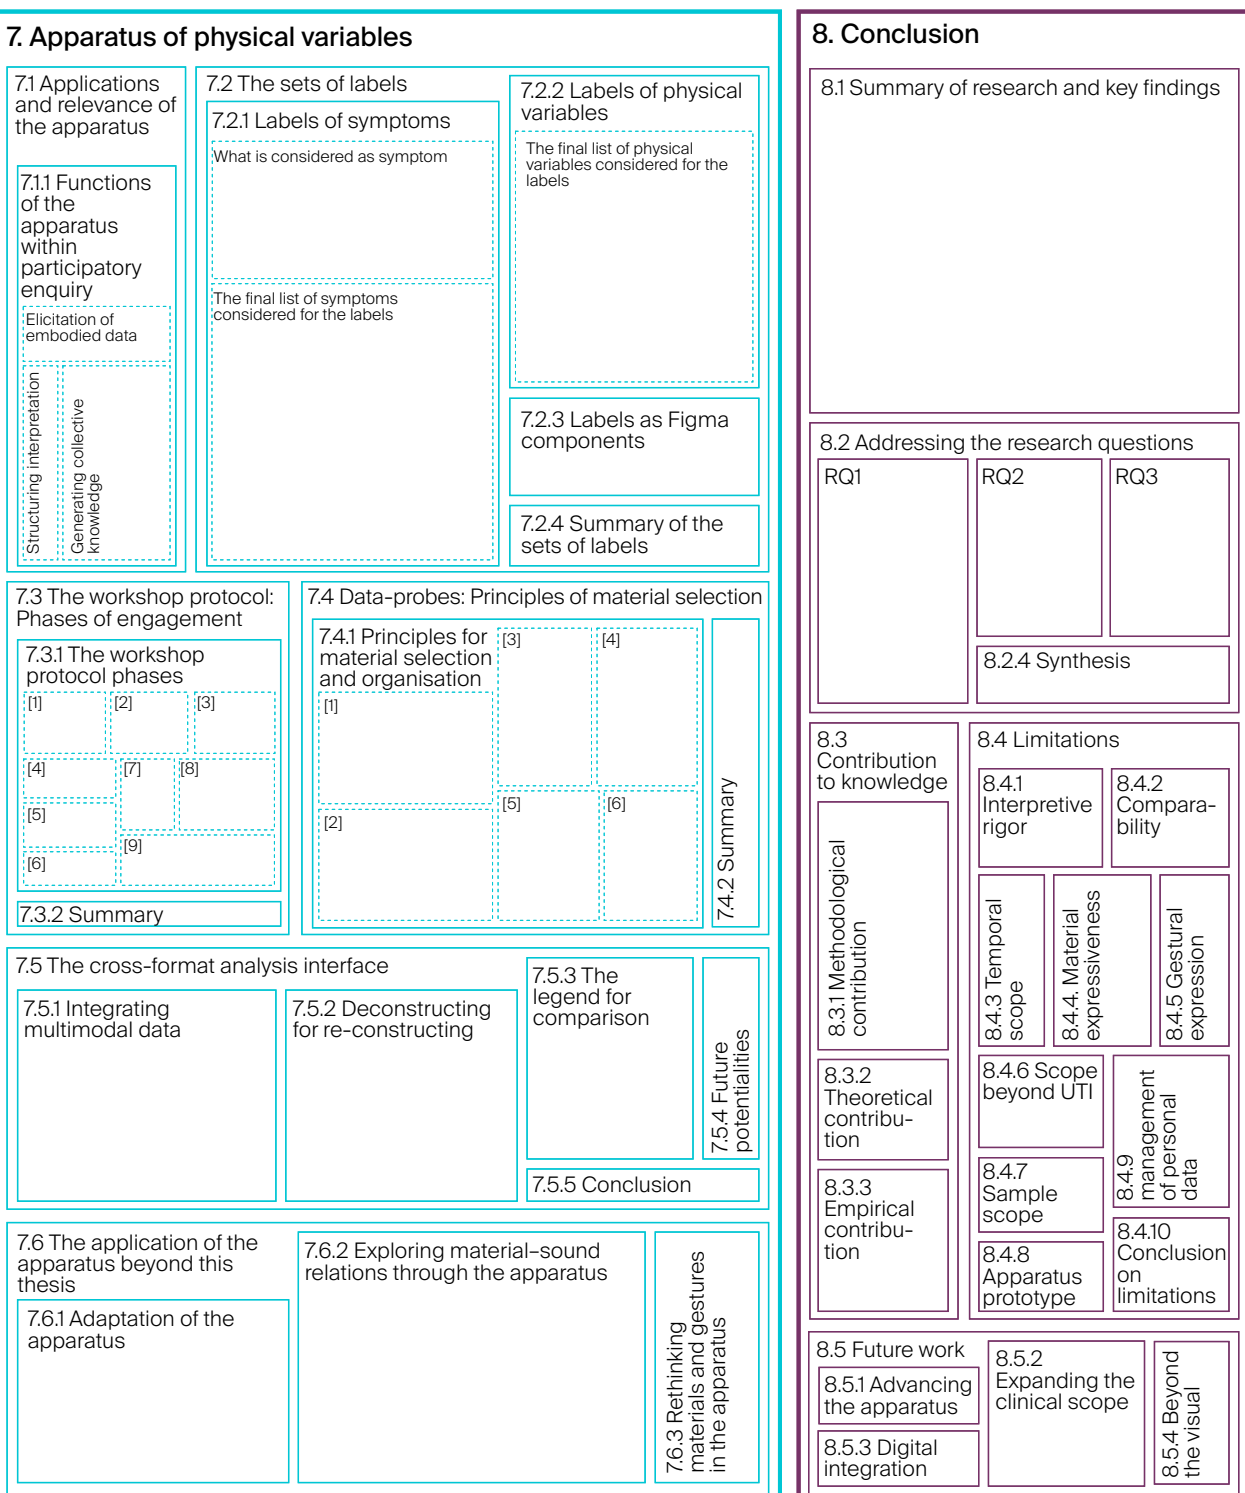 7. Apparatus of physical variables
7.1 Applications
and relevance of
the apparatus
7.1.1 Functions
of the
apparatus
within
participatory
enquiry
Elicitation of
embodied data
Structuring interpretation
Generating collective
knowledge
7.2 The sets of labels
7.2.1 Labels of symptoms
What is considered as symptom
The final list of symptoms
considered for the labels
7.2.2 Labels of physical
variables
The final list of physical
variables considered for the
labels
7.2.3 Labels as Figma
components
7.2.4 Summary of the
sets of labels
7.3 The workshop protocol:
Phases of engagement
7.3.1 The workshop
protocol phases
[1]
[2]
[3]
[4]
[5]
[6]
[7]
[8]
[9]
7.3.2 Summary
7.4 Data-probes: Principles of material selection
7.4.1 Principles for
material selection
and organisation
[1]
[2]
[3]
[4]
[5]
[6]
7.4.2 Summary
7.5 The cross-format analysis interface
7.5.1 Integrating
multimodal data
7.5.2 Deconstructing
for re-constructing
7.5.3 The
legend for
comparison
7.5.4 Future
potentialities
7.5.5 Conclusion
7.6 The application of the
apparatus beyond this
thesis
7.6.1 Adaptation of the
apparatus
7.6.2 Exploring material–sound
relations through the apparatus
7.6.3 Rethinking
materials and gestures
in the apparatus
8. Conclusion
8.1 Summary of research and key findings
8.2 Addressing the research questions
RQ1
RQ2
RQ3
8.2.4 Synthesis
8.3
Contribution
to knowledge
8.3.1 Methodological
contribution
8.3.2
Theoretical
contribu-
tion
8.3.3
Empirical
contribu-
tion
8.4 Limitations
8.4.1
Interpretive
rigor
8.4.2
Compara-
bility
8.4.3 Temporal
scope
8.4.4. Material
expressiveness
8.4.5 Gestural
expression
8.4.6 Scope
beyond UTI
8.4.7
Sample
scope
8.4.8
Apparatus
prototype
8.4.9
management
of personal
data
8.4.10
Conclusion
on
limitations
8.5 Future work
8.5.1 Advancing
the apparatus
8.5.2
Expanding the
clinical scope
8.5.3 Digital
integration
8.5.4 Beyond
the visual